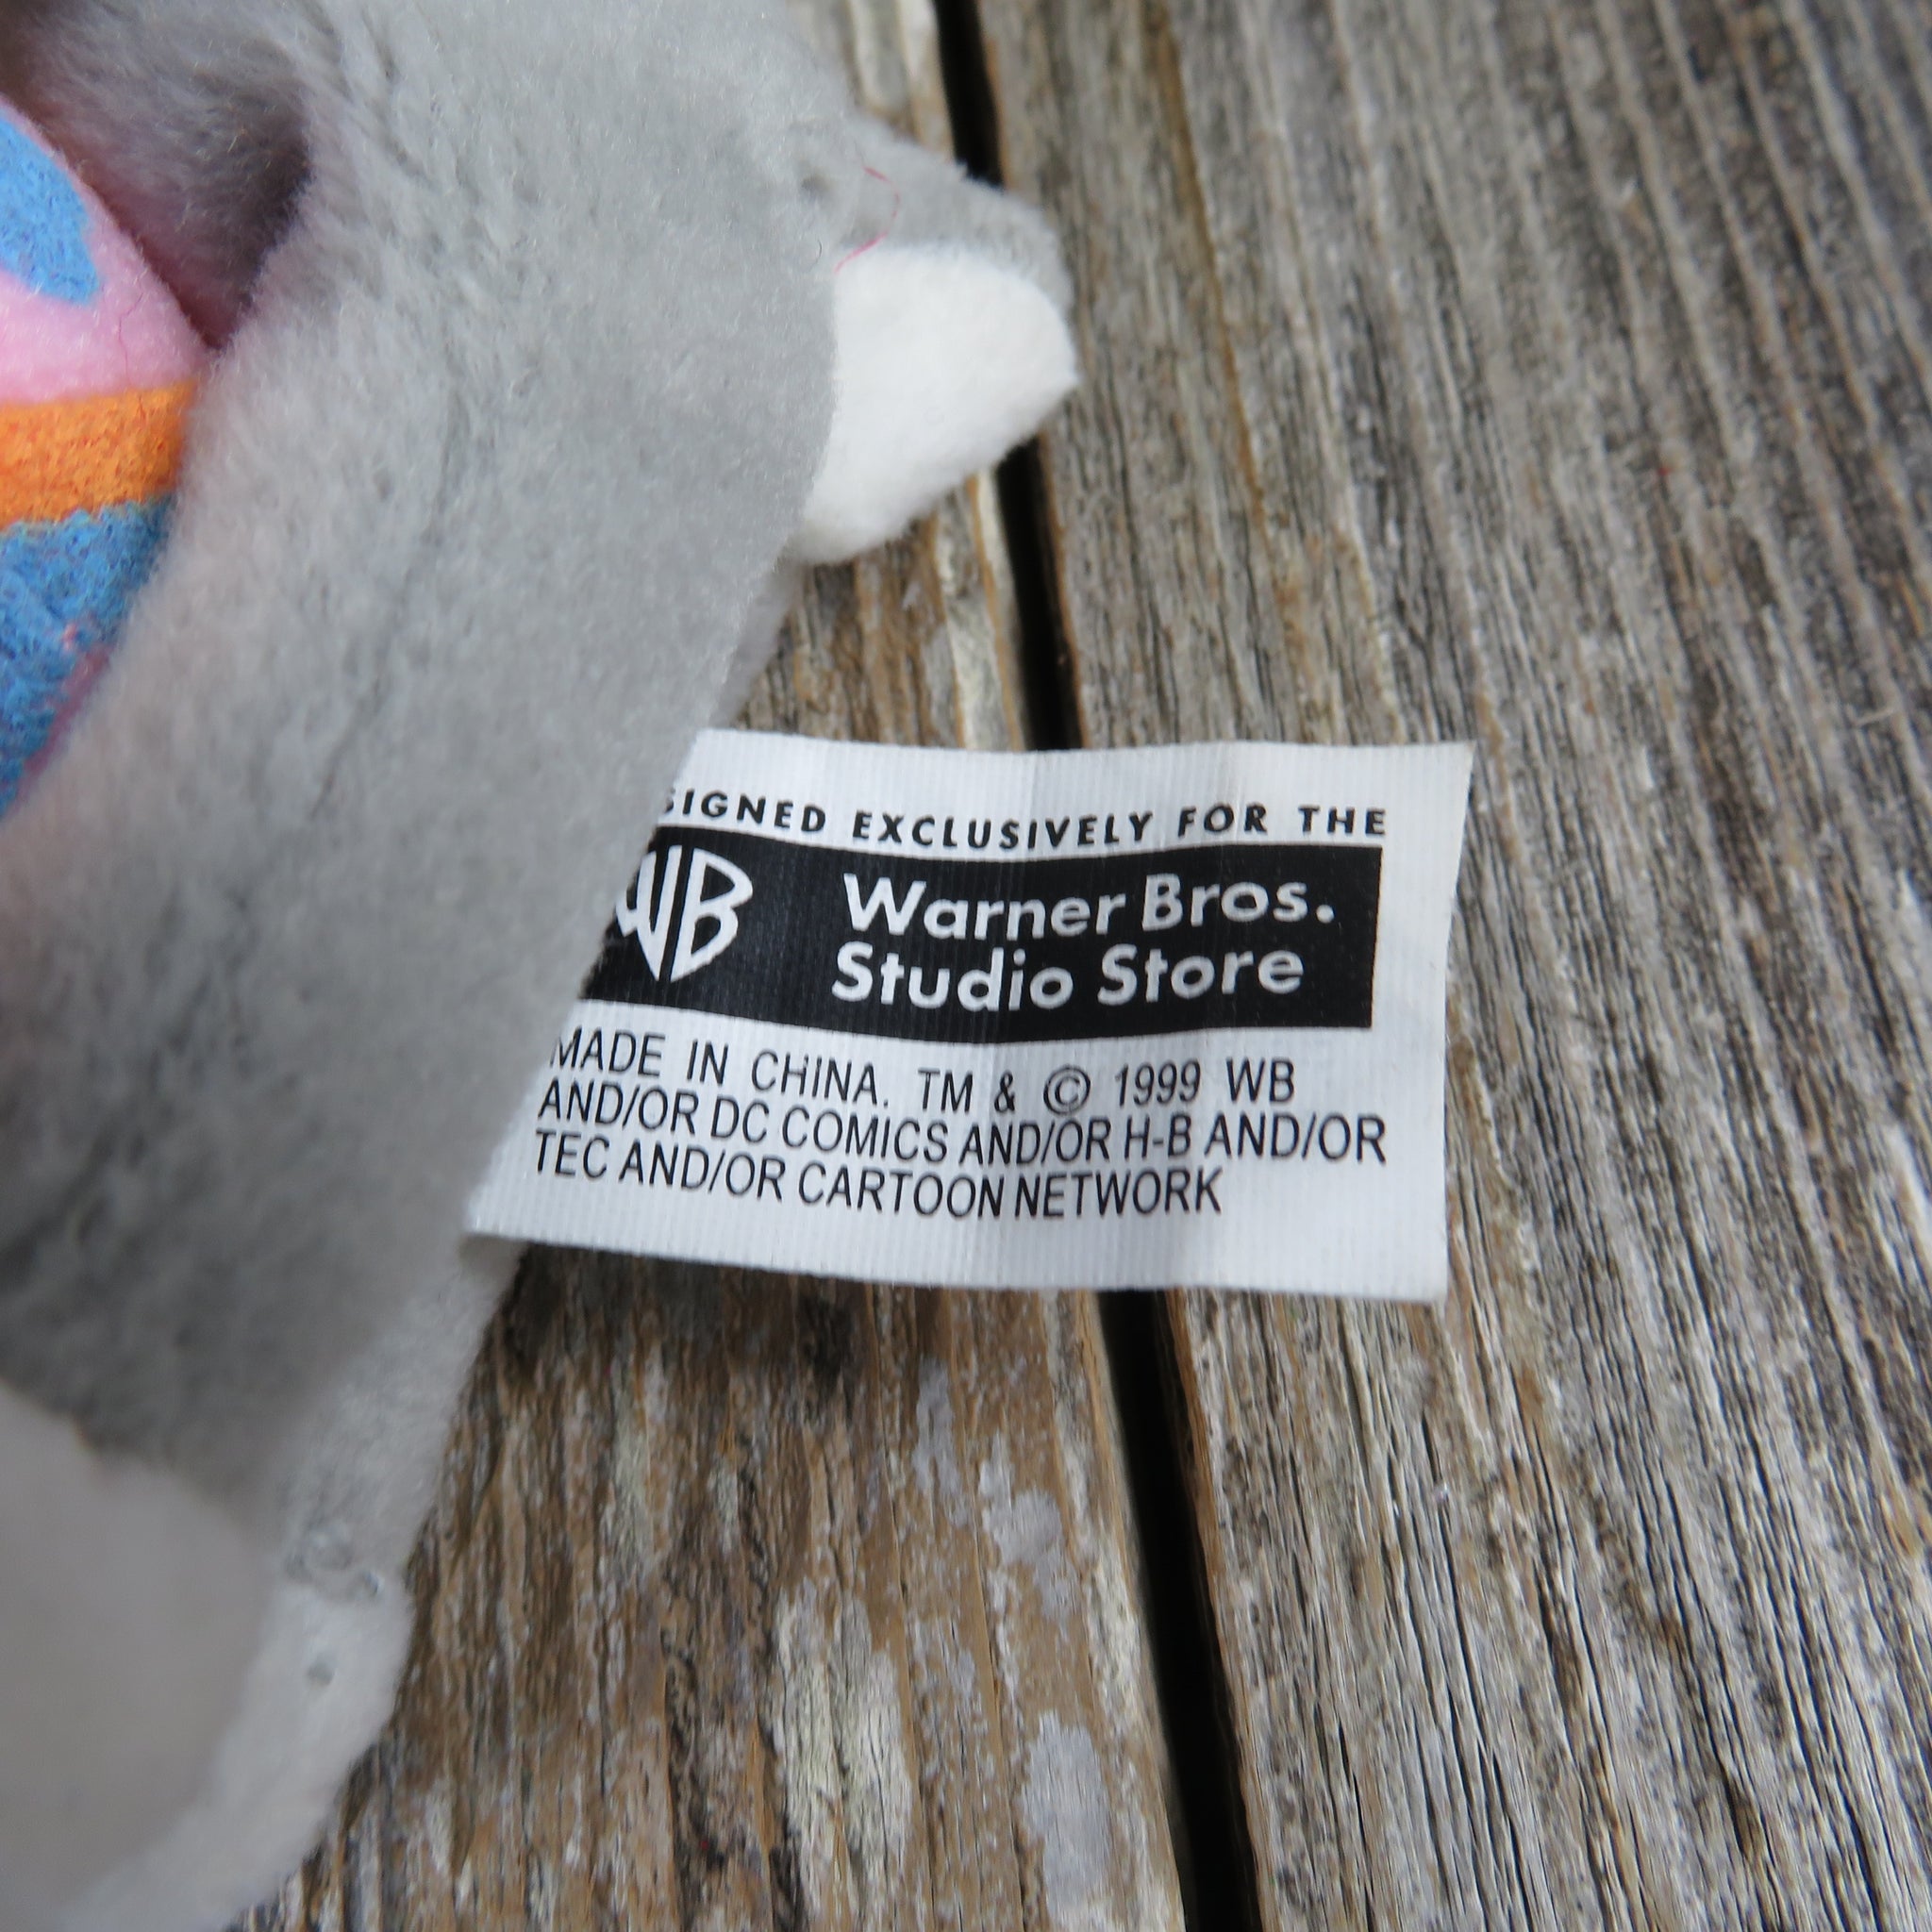 SIGNED EXCLUSIVELY FOR THE
WB Warner Bros.
Studio Store
MADE IN CHINA. TM & © 1999 WB
AND/OR DC COMICS AND/OR H-B AND/OR
TEC AND/OR CARTOON NETWORK